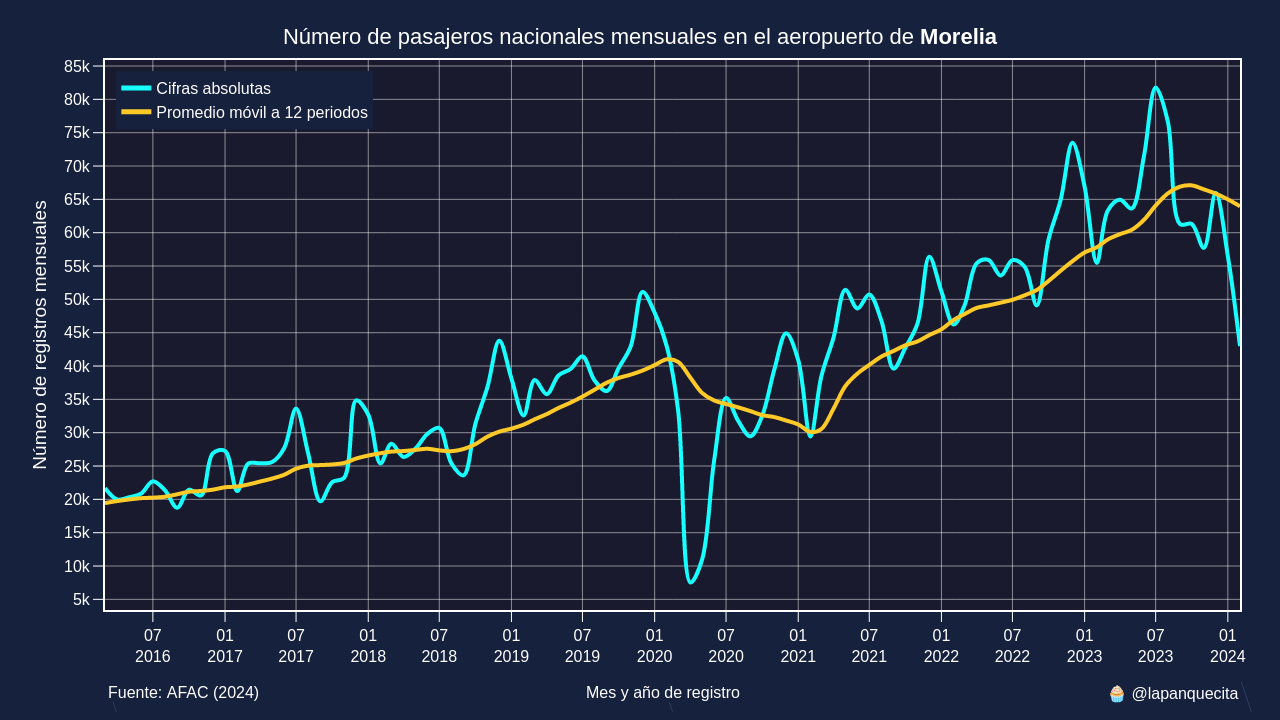 Número de pasajeros nacionales mensuales en el aeropuerto de Morelia
Cifras absolutas
Promedio móvil a 12 periodos
Número de registros mensuales
85k
80k
75k
70k
65k
60k
55k
50k
45k
40k
35k
30k
25k
20k
15k
10k
5k
07 01 07 01 07 01 07 01 07 01 07 01 07 01 07 01
2016 2017 2017 2018 2018 2019 2019 2020 2020 2021 2021 2022 2022 2023 2023 2024
Fuente: AFAC (2024) Mes y año de registro 🧁 @lapanquecita